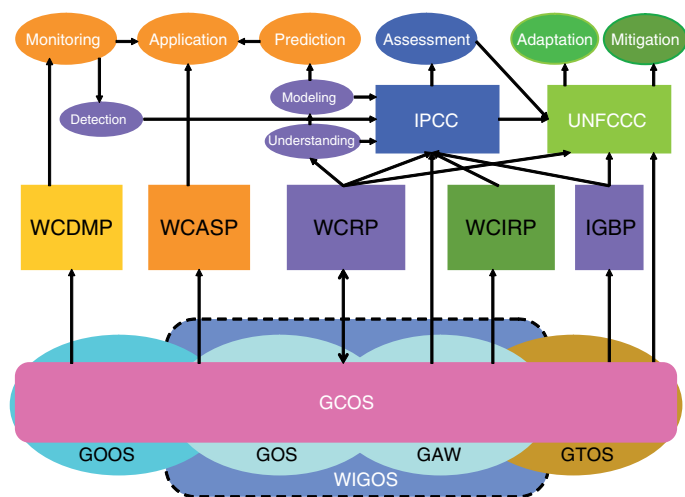 Monitoring
Application
Prediction
Assessment
Adaptation
Mitigation
Modeling
Detection
IPCC
UNFCCC
Understanding
WCDMP
WCASP
WCRP
WCIRP
IGBP
GCOS
GOOS
GOS
GAW
GTOS
WIGOS